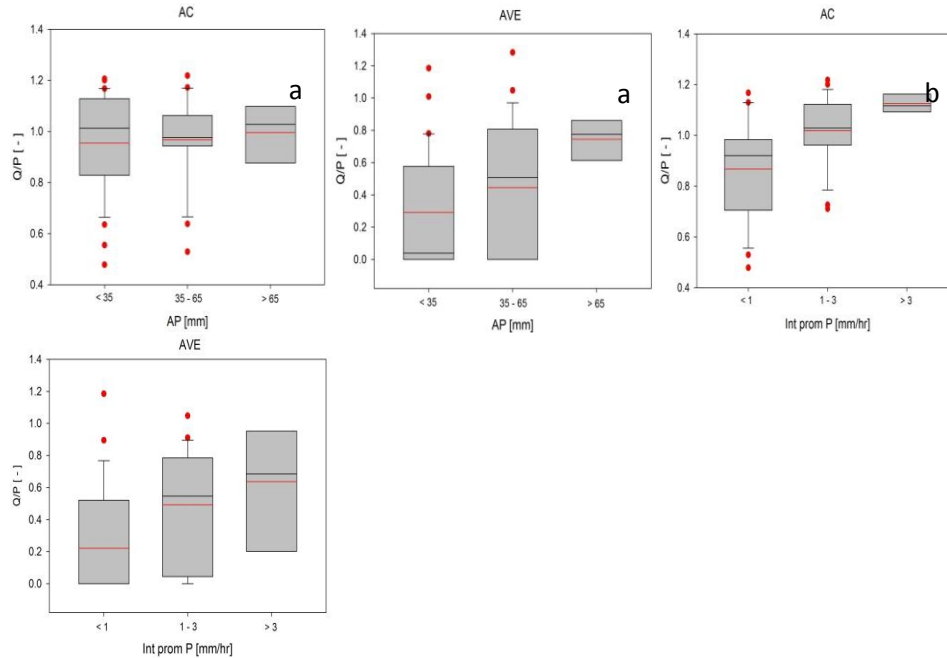 AC
1.4
1.2
1.0
0.8
0.6
0.4
Q/P [ - ]
a
< 35
35 - 65
> 65
AP [mm]
AVE
1.4
1.2
1.0
0.8
0.6
0.4
0.2
0.0
Q/P [ - ]
a
< 35
35 - 65
> 65
AP [mm]
AC
1.4
1.2
1.0
0.8
0.6
0.4
Q/P [ - ]
b
< 1
1 - 3
> 3
Int prom P [mm/hr]
AVE
1.4
1.2
1.0
0.8
0.6
0.4
0.2
0.0
Q/P [ - ]
< 1
1 - 3
> 3
Int prom P [mm/hr]